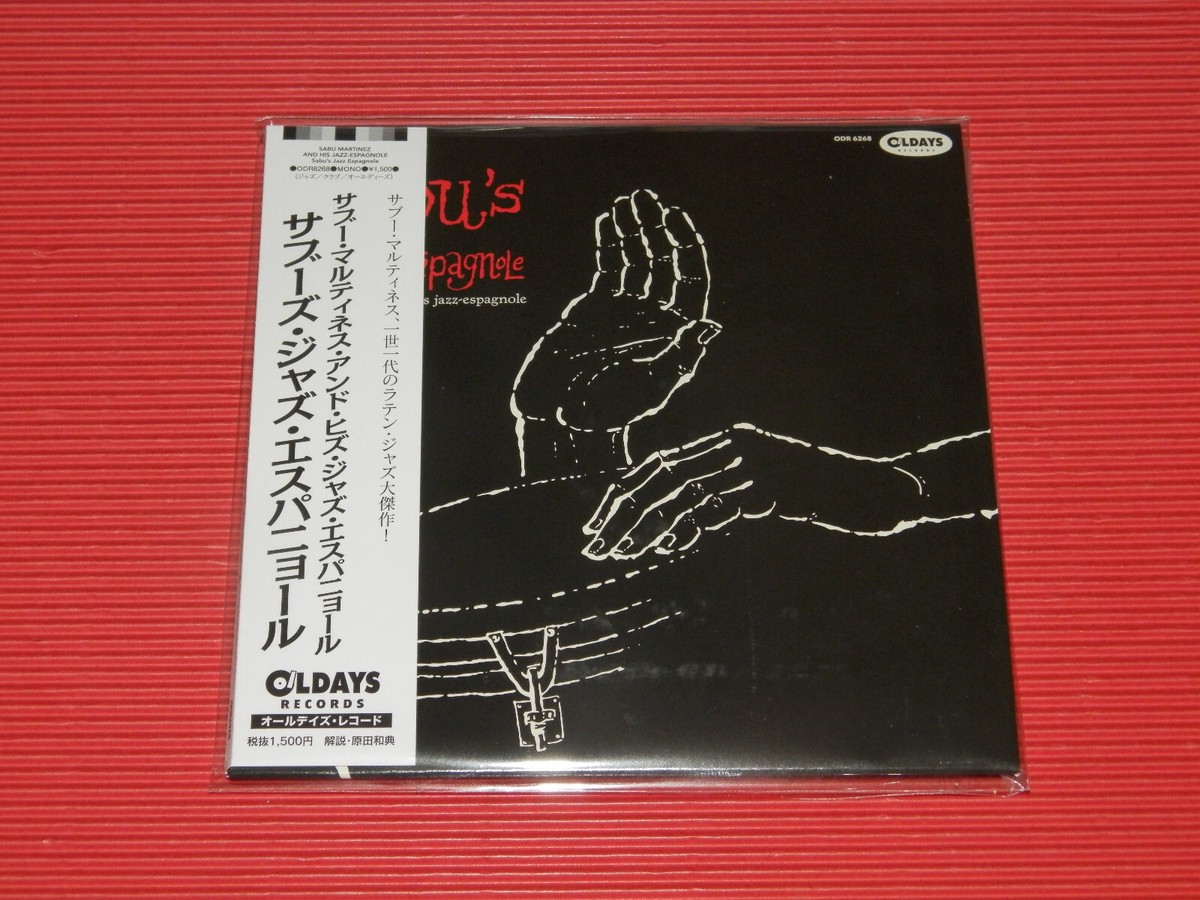 SABU MARTINEZ
AND HIS JAZZ-ESPAGNOLE
Sabu's Jazz Espagnole
●ODR6268●MONO●¥1,500●
(ジャズ/クラブ/オールディーズ)
サブー・マルティネス、一世一代のラテン・ジャズ大傑作!
サブー・マルティネス・アンド・ヒズ・ジャズ・エスパニョール
サブーズ・ジャズ・エスパニョール
OLDAYS
RECORDS
オールデイズ・レコード
税抜1,500円 解説・原田和典
ODR 6268
OLDAYS
RECORDS
ou's
spagnole
s jazz-espagnole